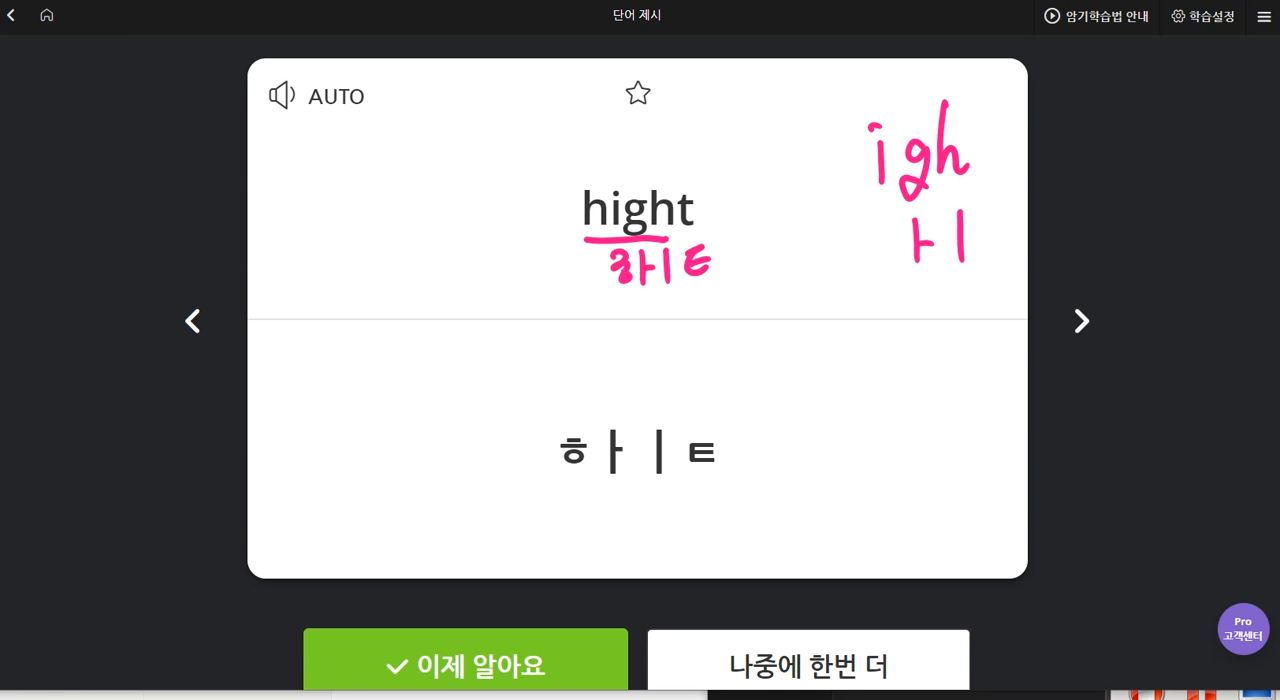 단어 제시
암기학습법 안내
학습설정
AUTO
igh
ㅏㅣ
hight
하ㅣㅌ
ㅎㅏㅣㅌ
이제 알아요
나중에 한번 더
Pro
고객센터